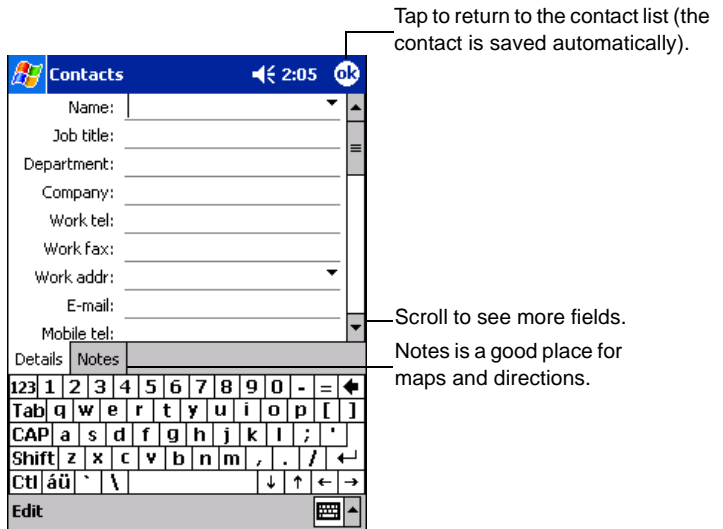 Tap to return to the contact list (the
contact is saved automatically).
Contacts 2:05 ok
Name:
Job title:
Department:
Company:
Work tel:
Work fax:
Work addr:
E-mail:
Mobile tel:
Scroll to see more fields.
Details Notes
Notes is a good place for
maps and directions.
123 1 2 3 4 5 6 7 8 9 0 - =
Tab q w e r t y u i o p [ ]
CAP a s d f g h j k l ; '
Shift z x c v b n m , . /
Ctl áü ` \
Edit